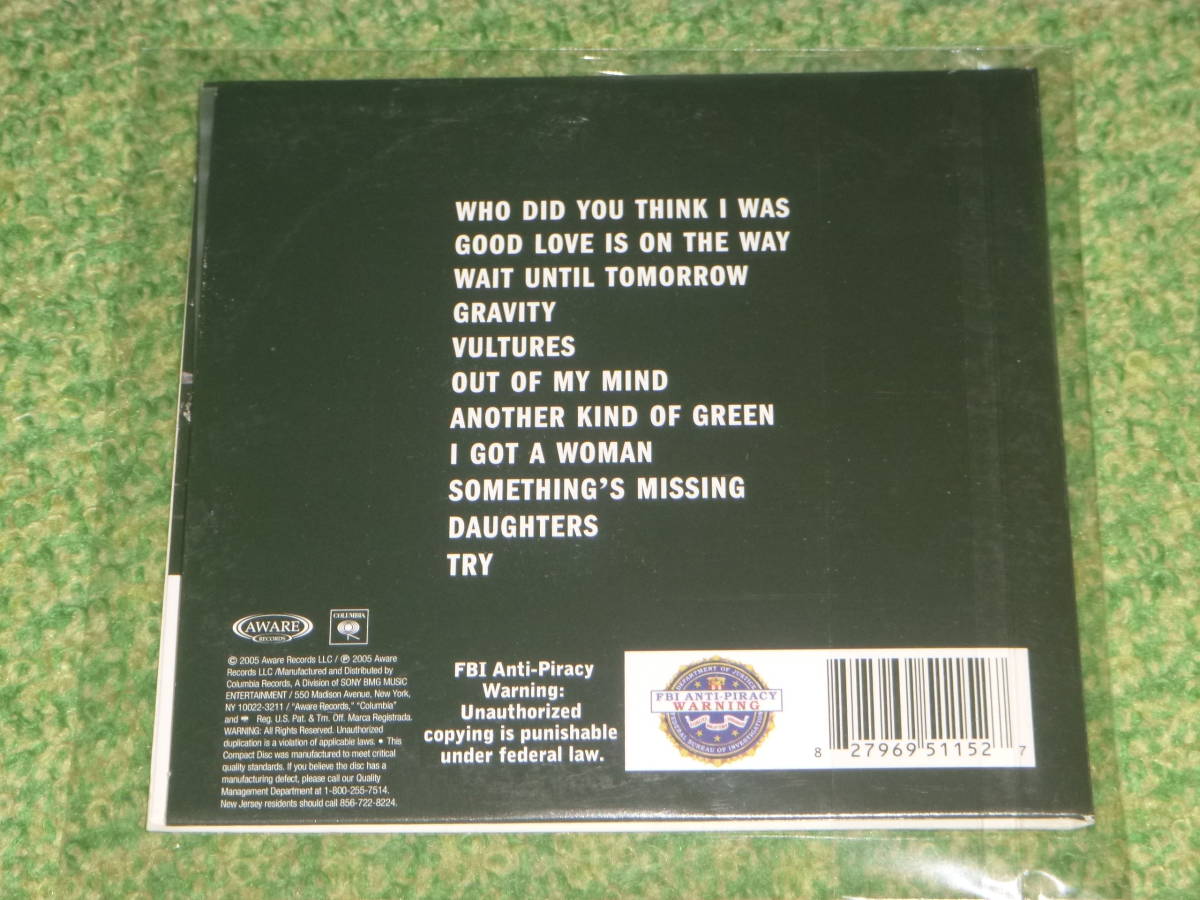 WHO DID YOU THINK I WAS
GOOD LOVE IS ON THE WAY
WAIT UNTIL TOMORROW
GRAVITY
VULTURES
OUT OF MY MIND
ANOTHER KIND OF GREEN
I GOT A WOMAN
SOMETHING'S MISSING
DAUGHTERS
TRY
AWARE
RECORDS
COLUMBIA
© 2005 Aware Records LLC / ℗ 2005 Aware
Records LLC /Manufactured and Distributed by
Columbia Records, A Division of SONY BMG MUSIC
ENTERTAINMENT / 550 Madison Avenue, New York,
NY 10022-3211 / "Aware Records," "Columbia"
and Reg. U.S. Pat. & Tm. Off. Marca Registrada.
WARNING: All Rights Reserved. Unauthorized
duplication is a violation of applicable laws. • This
Compact Disc was manufactured to meet critical
quality standards. If you believe the disc has a
manufacturing defect, please call our Quality
Management Department at 1-800-255-7514.
New Jersey residents should call 856-722-8224.
FBI Anti-Piracy
Warning:
Unauthorized
copying is punishable
under federal law.
DEPARTMENT OF JUSTICE
FBI ANTI-PIRACY
WARNING
FEDERAL BUREAU OF INVESTIGATION
8 27969 51152 7